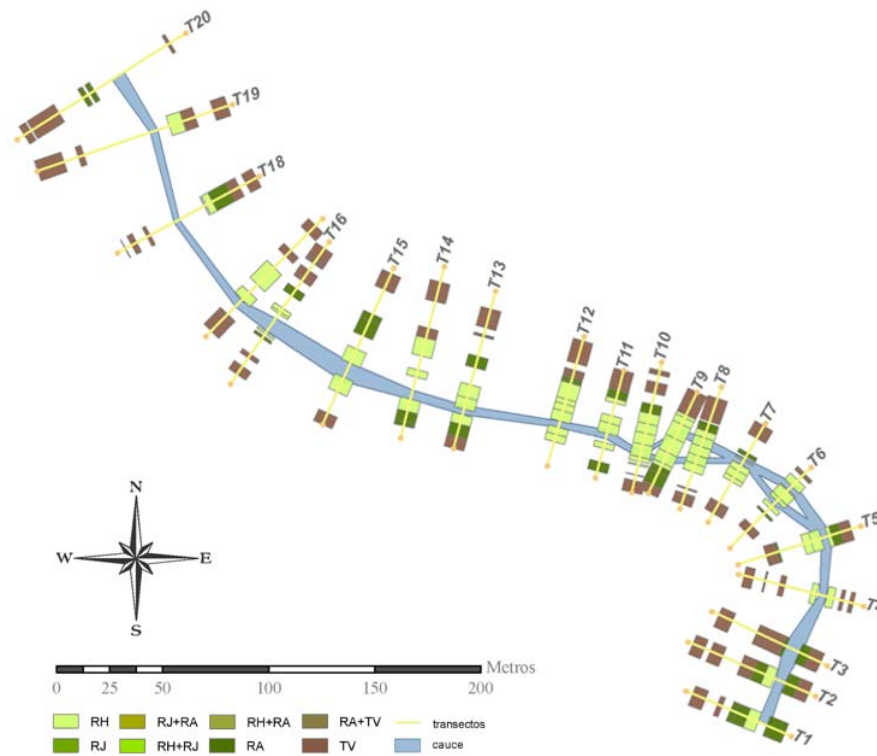 T20
T19
T18
T16
T15
T14
T13
T12
T11
T10
T9
T8
T7
T6
T5
T3
T2
T1
N
W E
S
Metros
0 25 50 100 150 200
RH RJ+RA RH+RA RA+TV transectos
RJ RH+RJ RA TV cauce